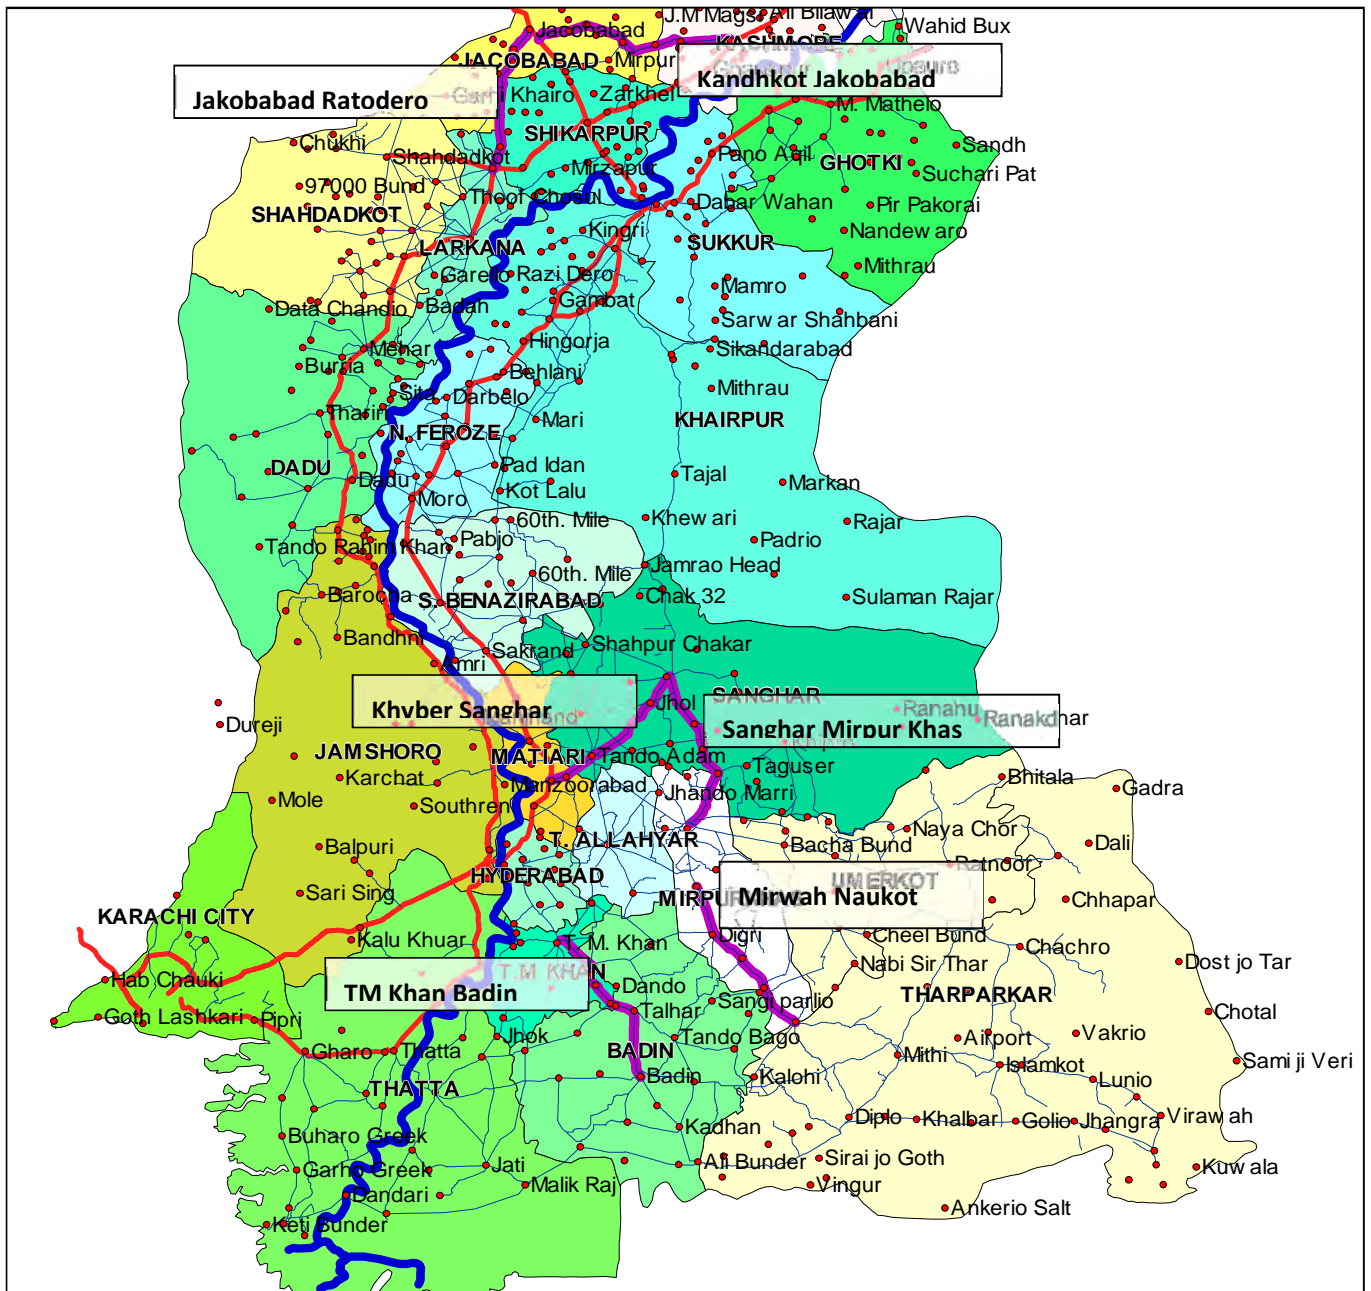 J.M Magsi Ali Bilawal
Jacobabad
Wahid Bux
KASHMORE
JACOBABAD
Mirpur
Kandhkot Jakobabad
Ubauro
Jakobabad Ratodero
Garhi Khairo
Zarkhel
M. Mathelo
SHIKARPUR
Chukhi
Sandh
Shahdadkot
Pano Aqil
GHOTKI
Mirzapur
Suchari Pat
97000 Bund
Thoof Chosul
Dabar Wahan
Pir Pakorai
SHAHDADKOT
Kingri
Nandew aro
LARKANA
SUKKUR
Mithrau
Garello
Razi Dero
Mamro
Data Chandio
Badah
Gambat
Sarw ar Shahbani
Mehar
Hingorja
Sikandarabad
Burria
Behlani
Mithrau
Sita
Darbelo
Thariri
Mari
KHAIRPUR
N. FEROZE
DADU
Pad Idan
Dadu
Tajal
Markan
Moro
Kot Lalu
60th. Mile
Khew ari
Rajar
Pabjo
Padrio
Tando Rahim Khan
60th. Mile
Jamrao Head
Barocha
S. BENAZIRABAD
Chak 32
Sulaman Rajar
Bandhni
Shahpur Chakar
Sakrand
Amri
Khyber Sanghar
SANGHAR
Jhol
Ranahu
Ranakdhar
Dureji
Sanghar Mirpur Khas
Khipro
JAMSHORO
MATIARI
Tando Adam
Taguser
Karchat
Manzoorabad
Jhando Marri
Bhitala
Gadra
Mole
Southren
Naya Chor
Balpuri
T. ALLAHYAR
Bacha Bund
Dali
Ratnoor
HYDERABAD
UMERKOT
Sari Sing
MIRPURKHAS
Mirwah Naukot
Chhapar
KARACHI CITY
Kalu Khuar
T. M. Khan
Digri
Cheel Bund
Chachro
Nabi Sir Thar
Dost jo Tar
Hab Chauki
T.M KHAN
TM Khan Badin
Dando
Sangi parlio
THARPARKAR
Goth Lashkari
Pipri
Talhar
Chotal
Jhok
Tando Bago
Airport
Vakrio
Gharo
Thatta
BADIN
Mithi
Islamkot
Sami ji Veri
THATTA
Badin
Kalohi
Lunio
Buharo Greek
Kadhan
Diplo
Khalbar
Golio
Jhangra
Viraw ah
Garho Greek
Jati
Ali Bunder
Sirai jo Goth
Kuw ala
Dandari
Malik Raj
Vingur
Keti Bunder
Ankerio Salt